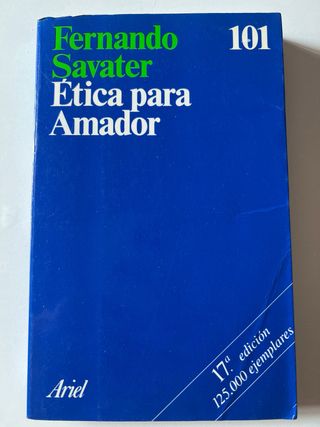 Fernando
Savater
101
Ética para
Amador
17.ª edición
125.000 ejemplares
Ariel